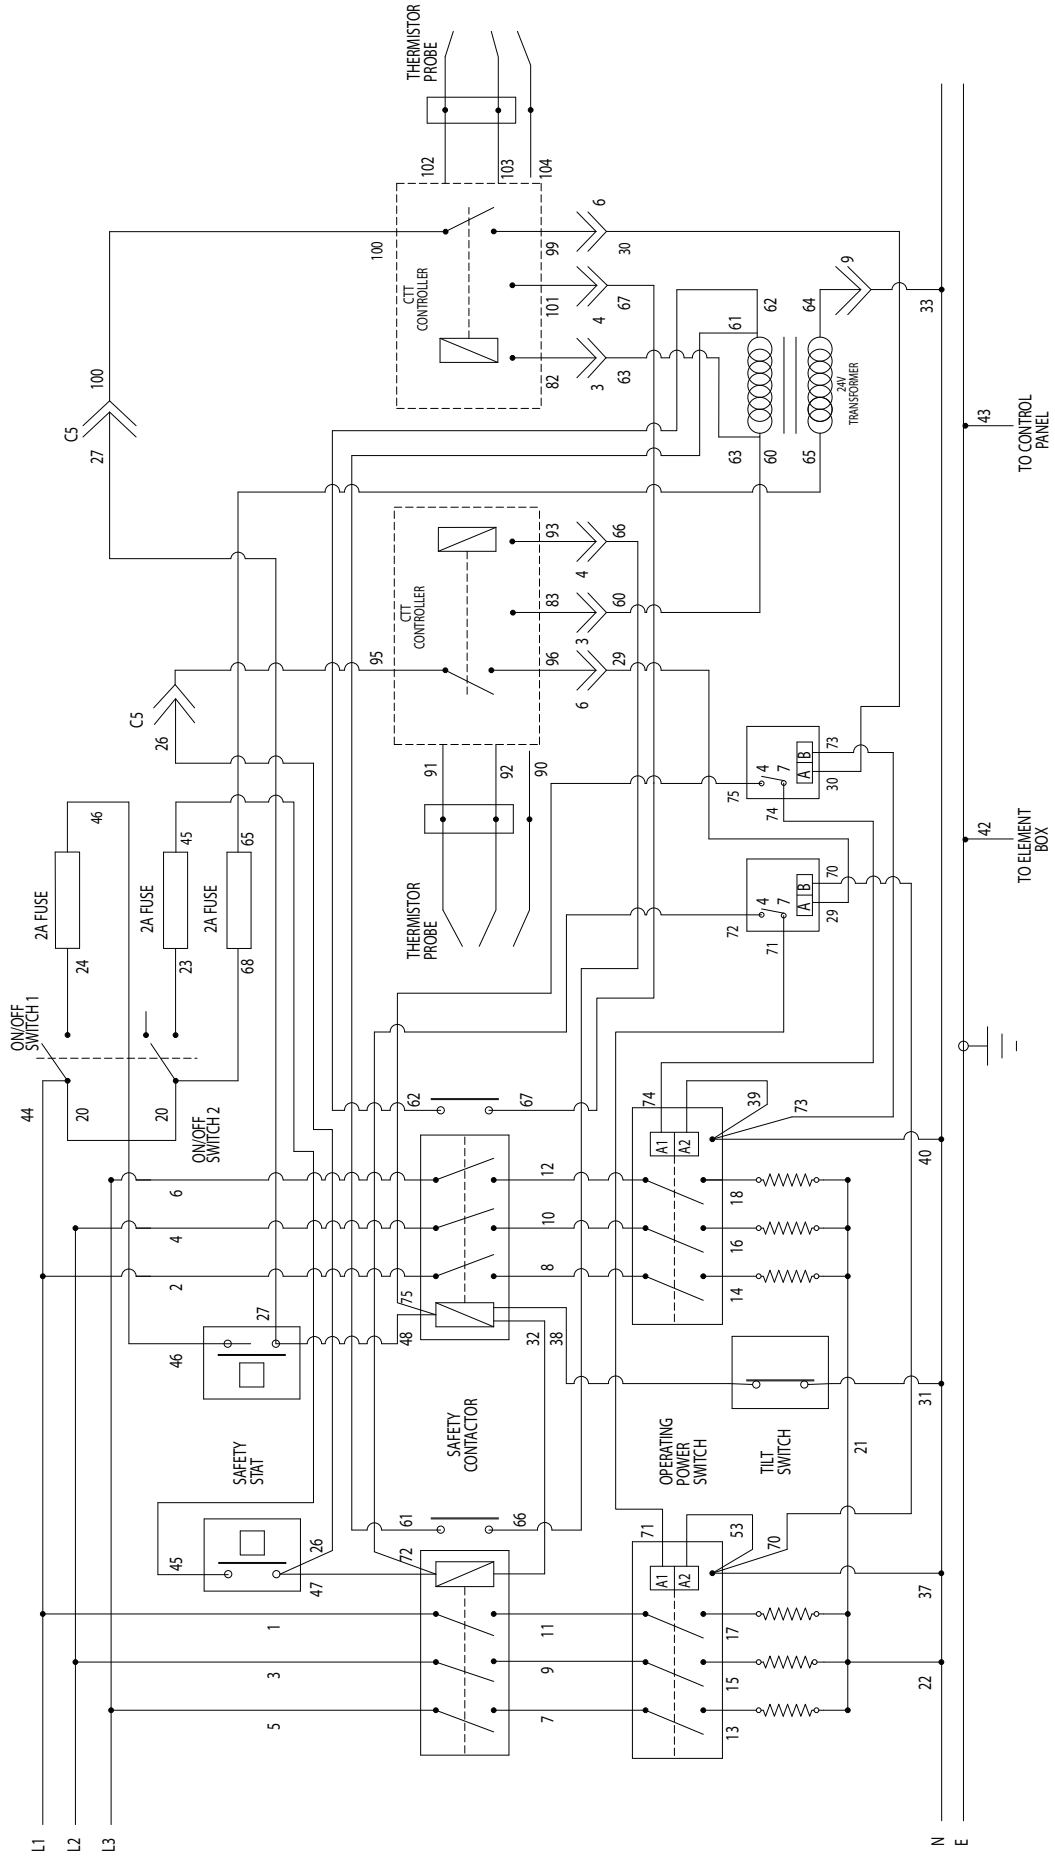 THERMISTOR
PROBE
102
103
104
100
CTT
CONTROLLER
99
6
30
101
4
67
82
3
63
61
62
64
9
33
24V
TRANSFORMER
63
60
65
43
TO CONTROL
PANEL
C5
100
27
C5
26
95
CTT
CONTROLLER
93
4
66
83
3
60
96
6
29
91
92
90
THERMISTOR
PROBE
46
45
65
2A FUSE
2A FUSE
2A FUSE
24
23
68
ON/OFF
SWITCH 1
44
20
20
ON/OFF
SWITCH 2
75
4
7
74
A
B
73
30
72
4
7
71
A
B
70
29
42
TO ELEMENT
BOX
62
67
74
A1
A2
39
73
40
6
4
2
12
10
8
18
16
14
75
48
32
38
27
46
SAFETY
STAT
SAFETY
CONTACTOR
OPERATING
POWER
SWITCH
TILT
SWITCH
31
21
45
26
47
61
66
72
71
A1
A2
53
70
37
1
3
5
11
9
7
17
15
13
22
L1
L2
L3
N
E